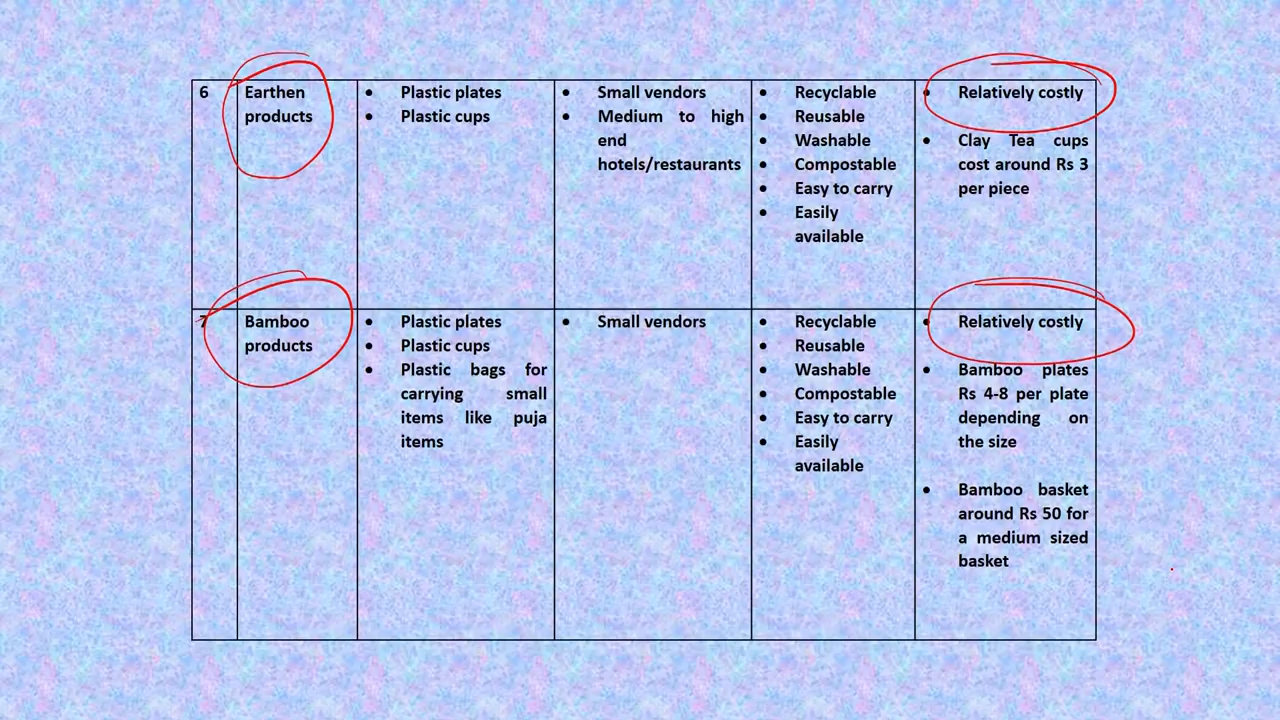 6
Earthen
products
• Plastic plates
• Plastic cups
• Small vendors
• Medium to high
end
hotels/restaurants
• Recyclable
• Reusable
• Washable
• Compostable
• Easy to carry
• Easily
available
• Relatively costly
• Clay Tea cups
cost around Rs 3
per piece
7
Bamboo
products
• Plastic plates
• Plastic cups
• Plastic bags for
carrying small
items like puja
items
• Small vendors
• Recyclable
• Reusable
• Washable
• Compostable
• Easy to carry
• Easily
available
• Relatively costly
• Bamboo plates
Rs 4-8 per plate
depending on
the size
• Bamboo basket
around Rs 50 for
a medium sized
basket